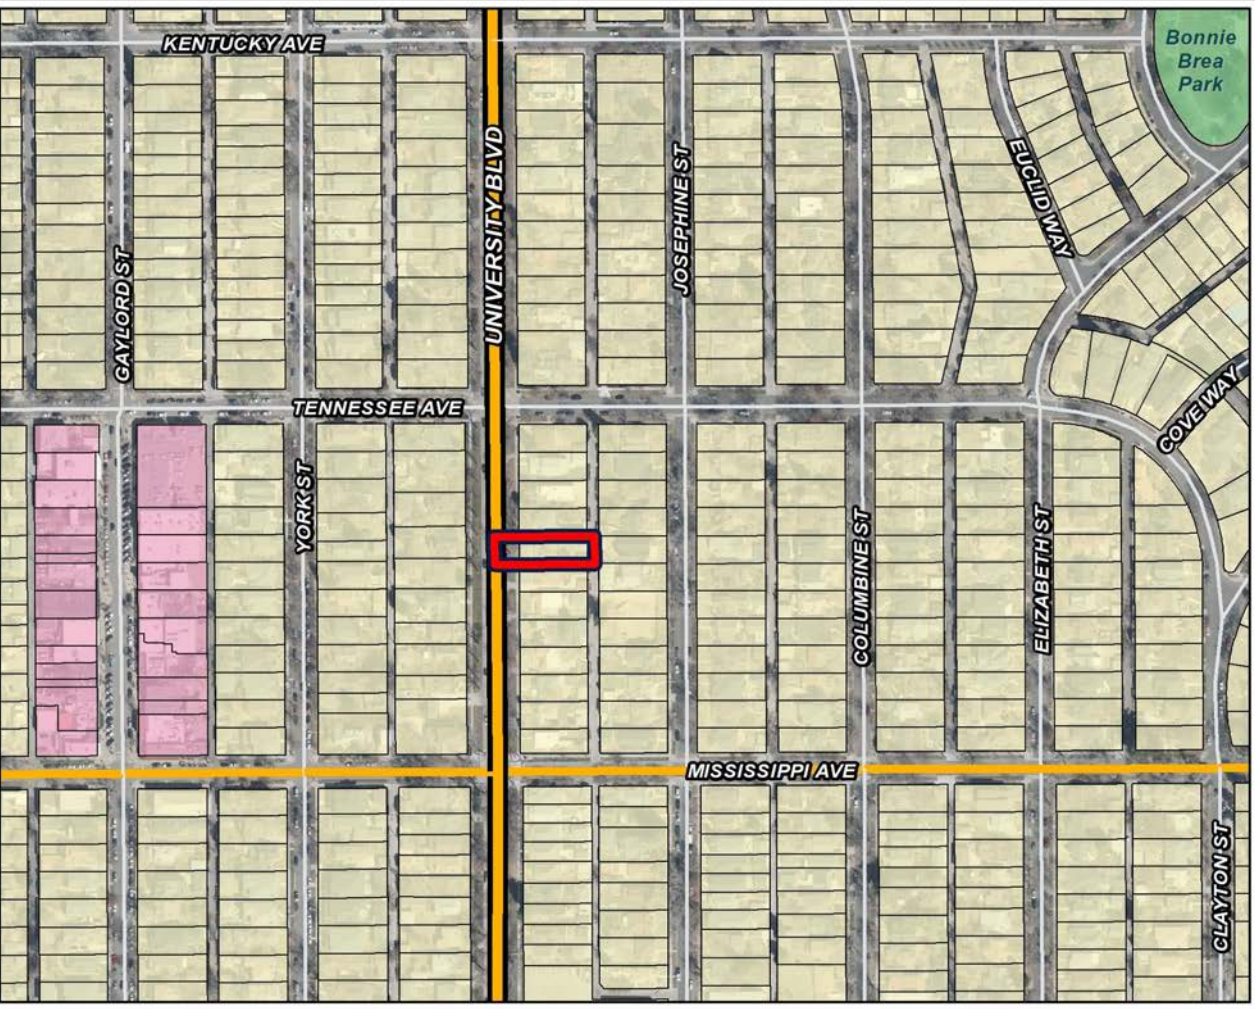 KENTUCKY AVE
Bonnie
Brea
Park
UNIVERSITY BLVD
JOSEPHINE ST
EUCLID WAY
GAYLORD ST
TENNESSEE AVE
COVE WAY
YORK ST
COLUMBINE ST
ELIZABETH ST
MISSISSIPPI AVE
CLAYTON ST